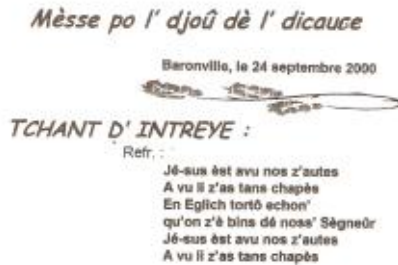 Mèsse po l' djoû dè l' dicauce
Baronville, le 24 septembre 2000
TCHANT D' INTREYE :
Refr. :
Jé-sus èst avu nos z'autes
A vu li z'as tans chapès
En Eglich tortô echon'
qu'on z'è bins dé noss' Sègneûr
Jé-sus èst avu nos z'autes
A vu li z'as tans chapès